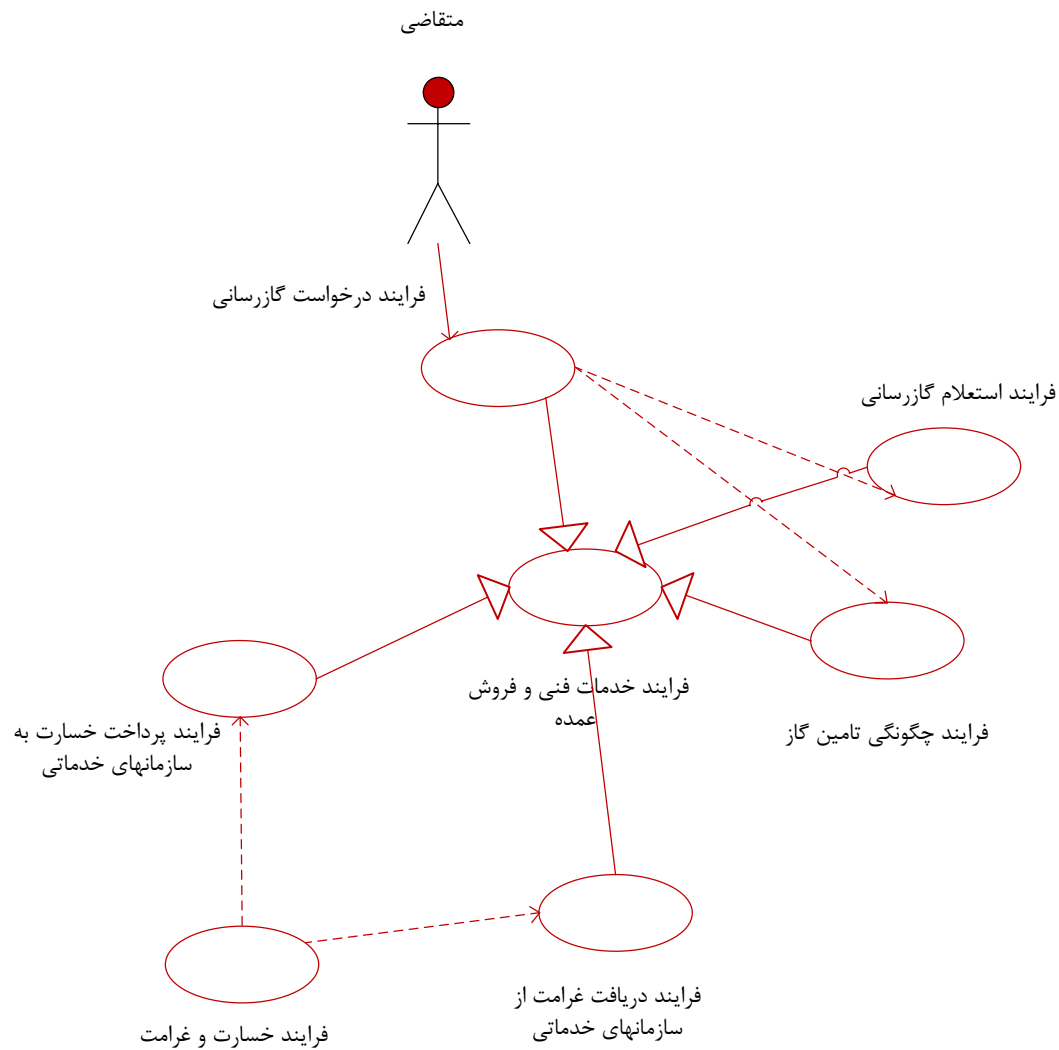 متقاضی
فرایند درخواست گازرسانی
فرایند استعلام گازرسانی
فرایند خدمات فنی و فروش
عمده
فرایند چگونگی تامین گاز
فرایند پرداخت خسارت به
سازمانهای خدماتی
فرایند دریافت غرامت از
سازمانهای خدماتی
فرایند خسارت و غرامت